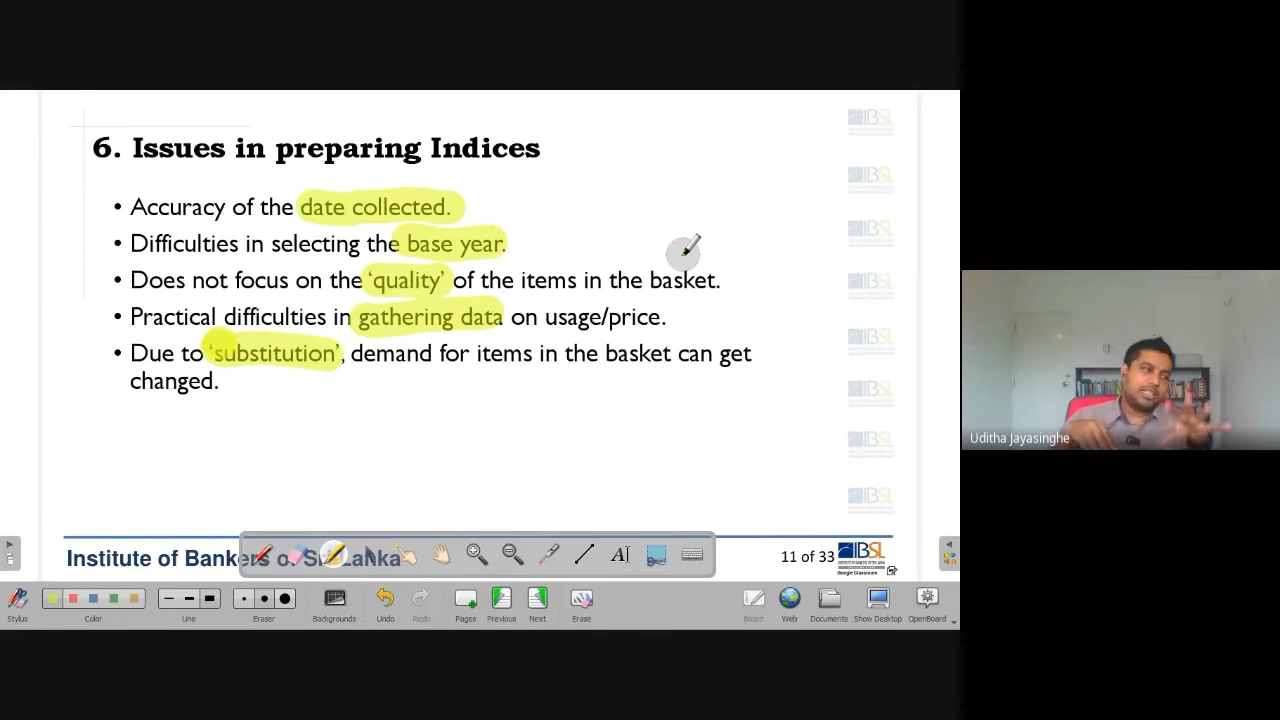 6. Issues in preparing Indices
• Accuracy of the date collected.
• Difficulties in selecting the base year.
• Does not focus on the ‘quality’ of the items in the basket.
• Practical difficulties in gathering data on usage/price.
• Due to ‘substitution’, demand for items in the basket can get
changed.
Uditha Jayasinghe
Institute of Bankers of Sri Lanka
11 of 33
IBSL
Google Classroom
Stylus
Color
Line
Eraser
Backgrounds
Undo
Redo
Pages
Previous
Next
Erase
Board
Web
Documents
Show Desktop
OpenBoard